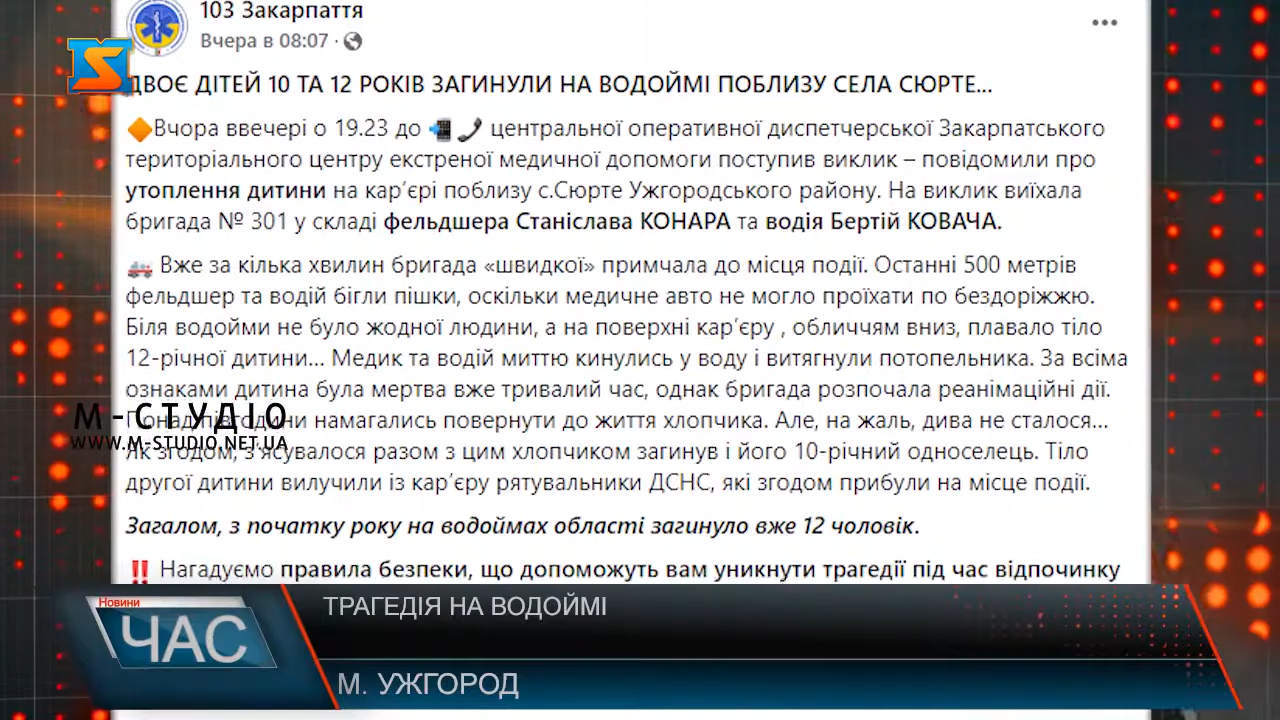 103 Закарпаття
Вчера в 08:07 ·
ДВОЄ ДІТЕЙ 10 ТА 12 РОКІВ ЗАГИНУЛИ НА ВОДОЙМІ ПОБЛИЗУ СЕЛА СЮРТЕ...
Вчора ввечері о 19.23 до центральної оперативної диспетчерської Закарпатського
територіального центру екстреної медичної допомоги поступив виклик – повідомили про
утоплення дитини на кар’єрі поблизу с.Сюрте Ужгородського району. На виклик виїхала
бригада № 301 у складі фельдшера Станіслава КОНАРА та водія Бертій КОВАЧА.
Вже за кілька хвилин бригада «швидкої» примчала до місця події. Останні 500 метрів
фельдшер та водій бігли пішки, оскільки медичне авто не могло проїхати по бездоріжжю.
Біля водойми не було жодної людини, а на поверхні кар’єру , обличчям вниз, плавало тіло
12-річної дитини... Медик та водій миттю кинулись у воду і витягнули потопельника. За всіма
ознаками дитина була мертва вже тривалий час, однак бригада розпочала реанімаційні дії.
Понад півгодини намагались повернути до життя хлопчика. Але, на жаль, дива не сталося...
Як згодом, з’ясувалося разом з цим хлопчиком загинув і його 10-річний односелець. Тіло
другої дитини вилучили із кар’єру рятувальники ДСНС, які згодом прибули на місце події.
Загалом, з початку року на водоймах області загинуло вже 12 чоловік.
‼ Нагадуємо правила безпеки, що допоможуть вам уникнути трагедії під час відпочинку
М-СТУДІО
WWW.M-STUDIO.NET.UA
Новини
ЧАС
ТРАГЕДІЯ НА ВОДОЙМІ
М. УЖГОРОД